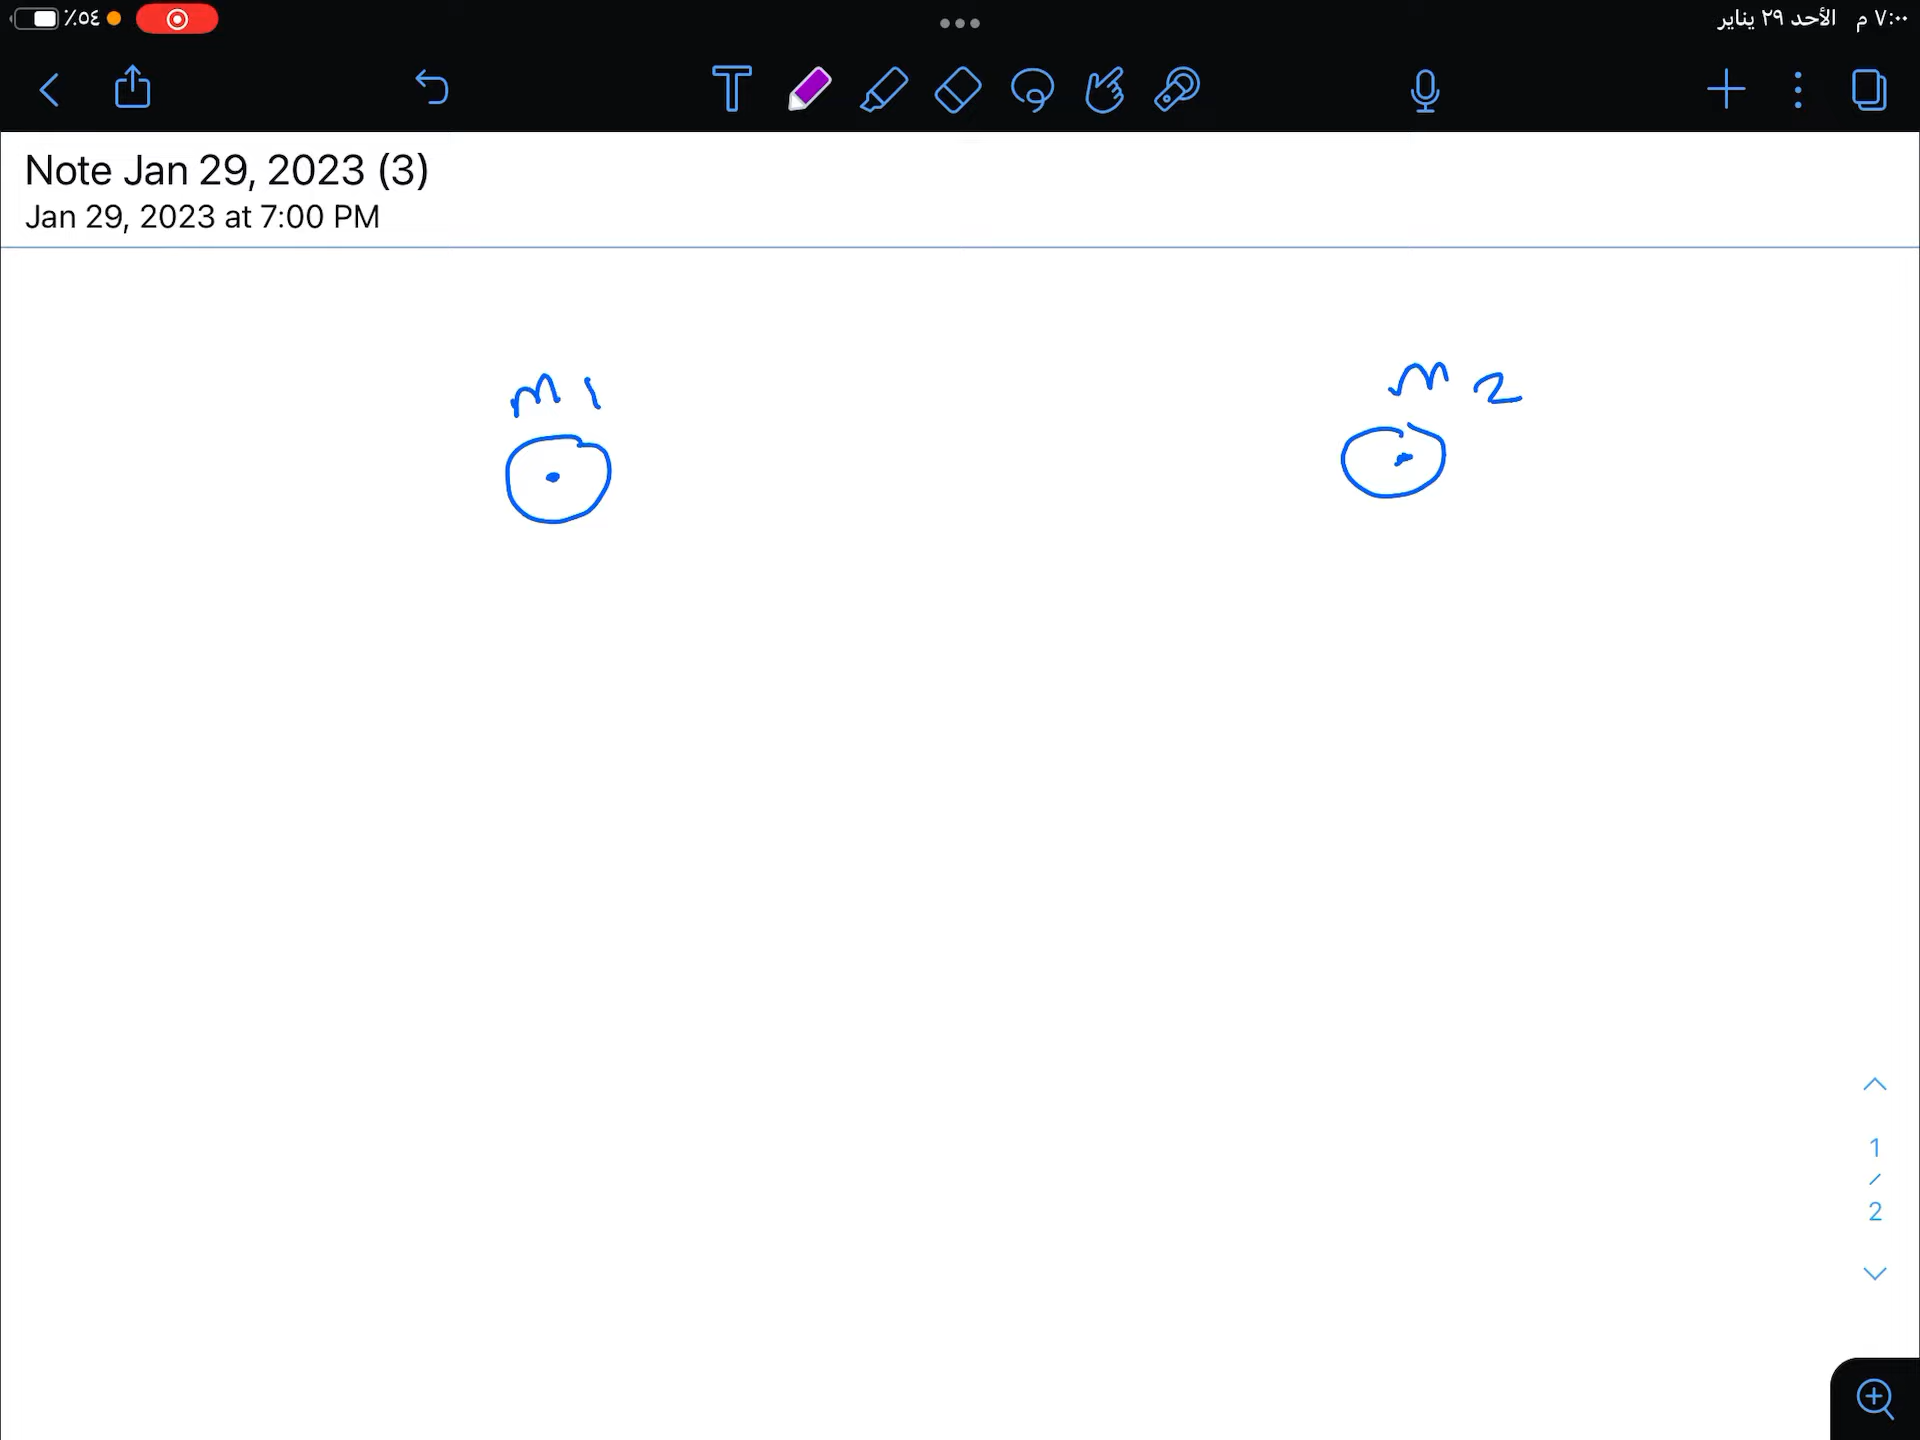 ٪٥٤ ٧:٠٠ م الأحد ٢٩ يناير
Note Jan 29, 2023 (3)
Jan 29, 2023 at 7:00 PM
m1 m2
1
/
2